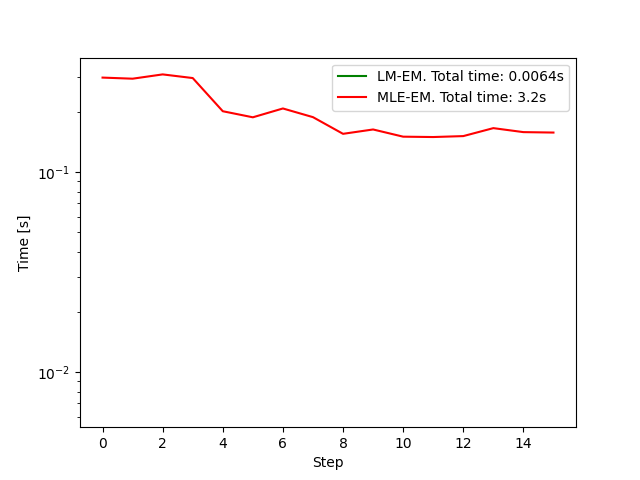 LM-EM. Total time: 0.0064s
MLE-EM. Total time: 3.2s
10⁻¹
10⁻²
Time [s]
0 2 4 6 8 10 12 14
Step